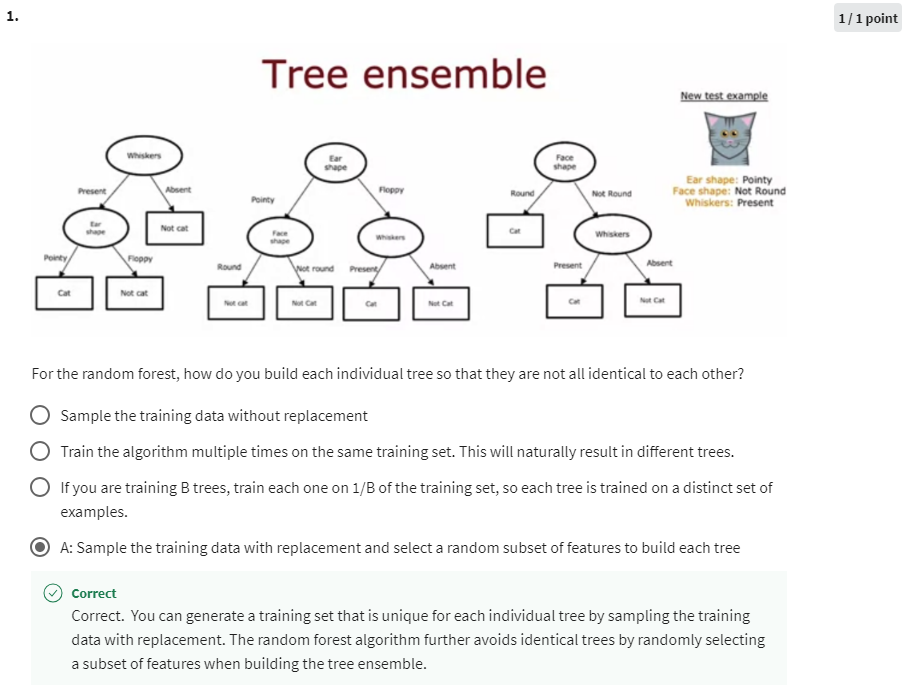 1.
1 / 1 point
Tree ensemble
New test example
Whiskers
Ear
shape
Face
shape
Present
Absent
Pointy
Floppy
Round
Not Round
Ear shape: Pointy
Face shape: Not Round
Whiskers: Present
Ear
shape
Not cat
Face
shape
Whiskers
Cat
Whiskers
Pointy
Floppy
Round
Not round
Present
Absent
Present
Absent
Cat
Not cat
Not cat
Not Cat
Cat
Not Cat
Cat
Not Cat
For the random forest, how do you build each individual tree so that they are not all identical to each other?
Sample the training data without replacement
Train the algorithm multiple times on the same training set. This will naturally result in different trees.
If you are training B trees, train each one on 1/B of the training set, so each tree is trained on a distinct set of
examples.
A: Sample the training data with replacement and select a random subset of features to build each tree
Correct
Correct. You can generate a training set that is unique for each individual tree by sampling the training
data with replacement. The random forest algorithm further avoids identical trees by randomly selecting
a subset of features when building the tree ensemble.